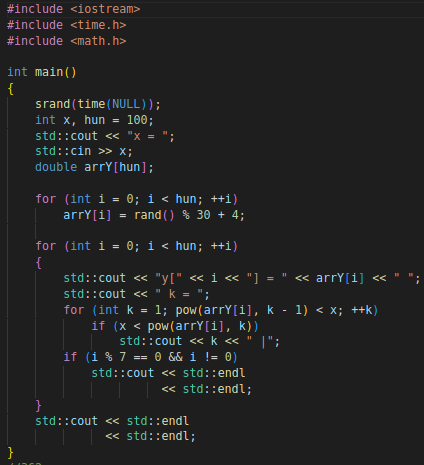 #include <iostream>
#include <time.h>
#include <math.h>
int main()
{
srand(time(NULL));
int x, hun = 100;
std::cout << "x = ";
std::cin >> x;
double arrY[hun];
for (int i = 0; i < hun; ++i)
arrY[i] = rand() % 30 + 4;
for (int i = 0; i < hun; ++i)
{
std::cout << "y[" << i << "] = " << arrY[i] << " ";
std::cout << " k = ";
for (int k = 1; pow(arrY[i], k - 1) < x; ++k)
if (x < pow(arrY[i], k))
std::cout << k << " |";
if (i % 7 == 0 && i != 0)
std::cout << std::endl
<< std::endl;
}
std::cout << std::endl
<< std::endl;
}